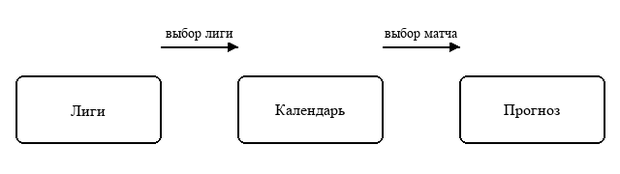 выбор лиги
выбор матча
Лиги
Календарь
Прогноз